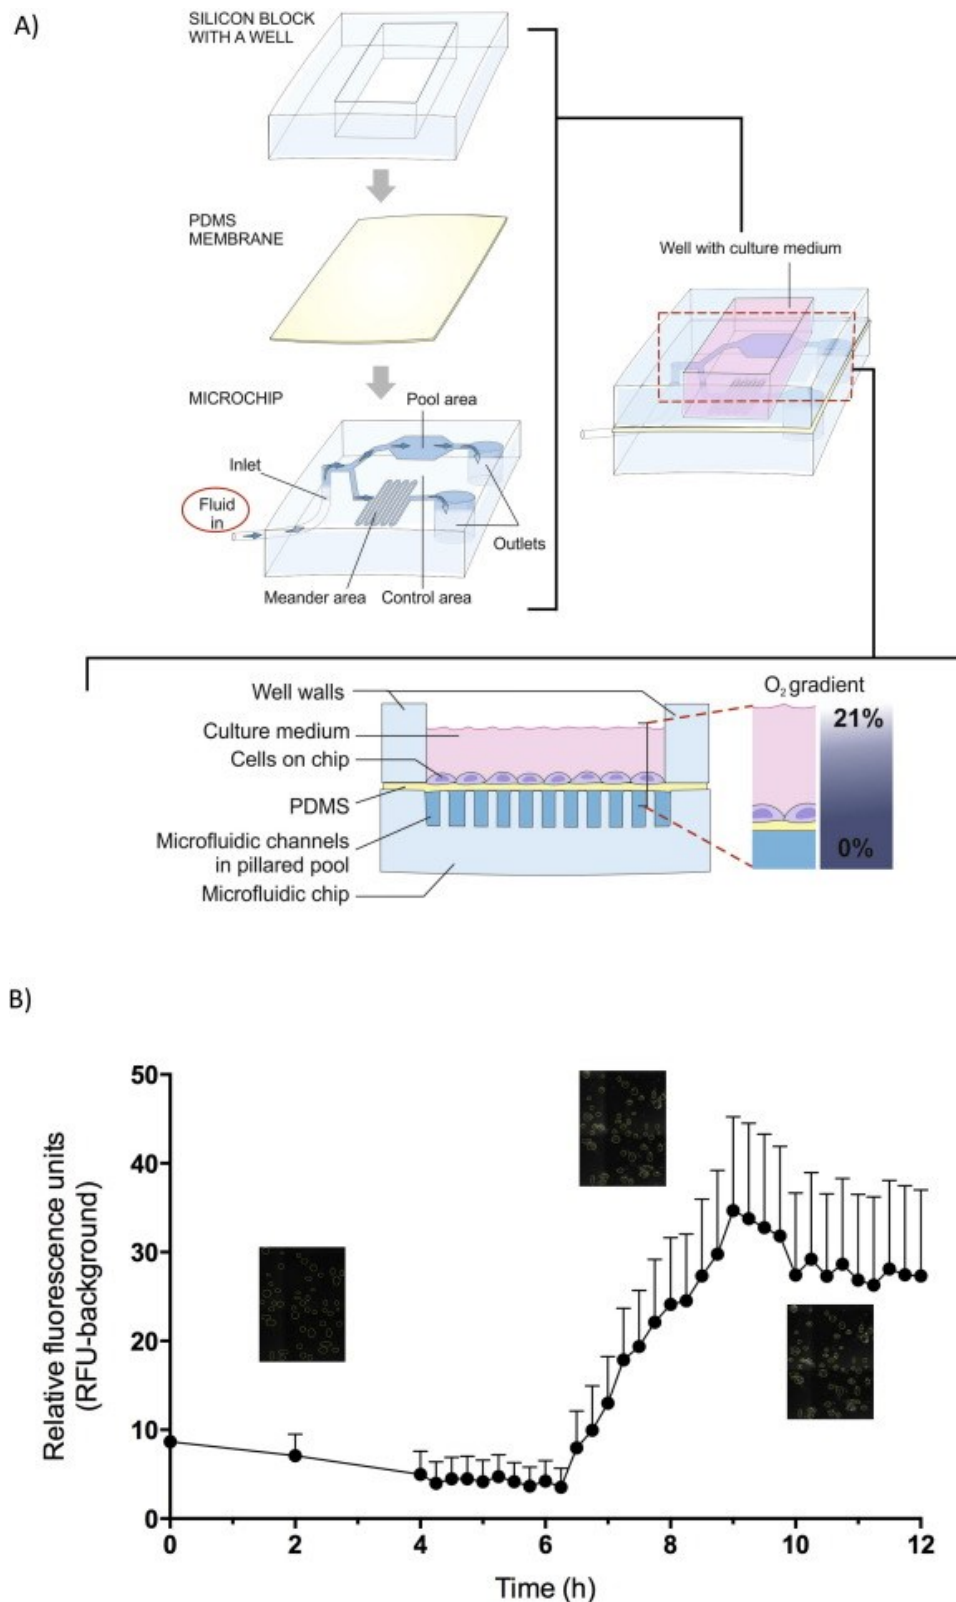 A)
SILICON BLOCK
WITH A WELL
PDMS
MEMBRANE
Well with culture medium
MICROCHIP
Pool area
Inlet
Fluid
in
Outlets
Meander area
Control area
Well walls
Culture medium
Cells on chip
PDMS
Microfluidic channels
in pillared pool
Microfluidic chip
O₂ gradient
21%
0%
B)
Relative fluorescence units
(RFU-background)
50
40
30
20
10
0
0 2 4 6 8 10 12
Time (h)